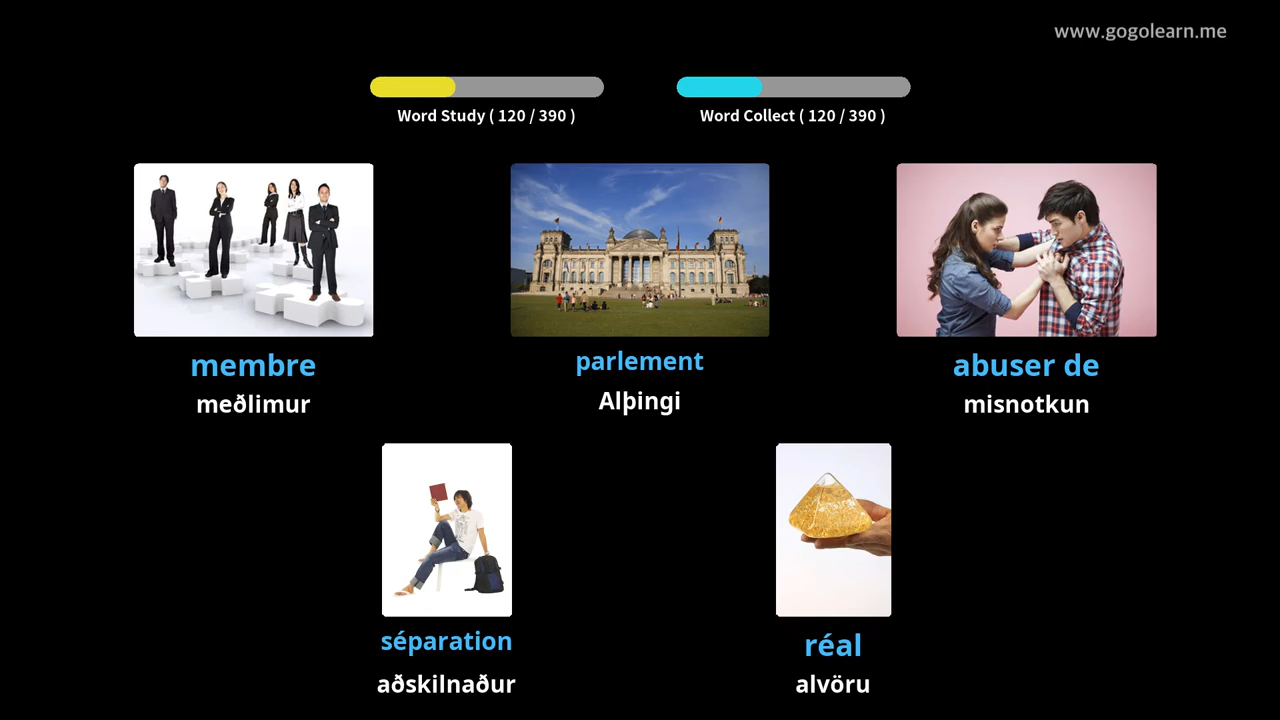 www.gogolearn.me
Word Study ( 120 / 390 )
Word Collect ( 120 / 390 )
membre
meðlimur
parlement
Alþingi
abuser de
misnotkun
séparation
aðskilnaður
réal
alvöru